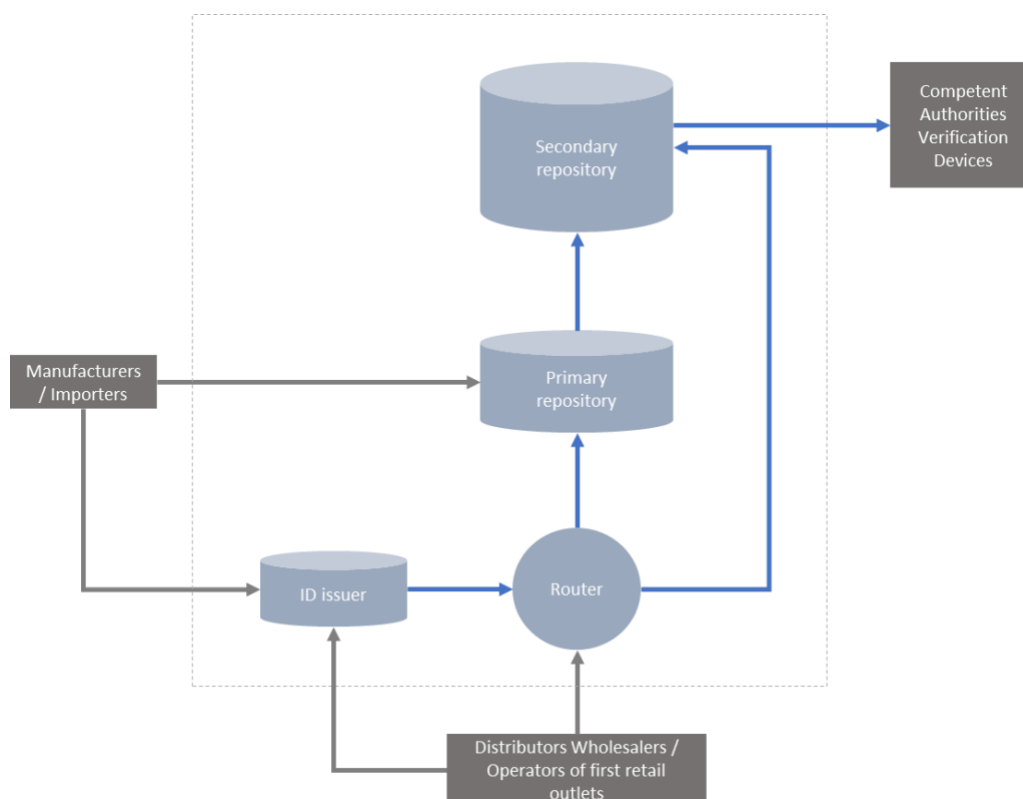 Secondary
repository
Competent
Authorities
Verification
Devices
Manufacturers
/ Importers
Primary
repository
ID issuer
Router
Distributors Wholesalers /
Operators of first retail
outlets